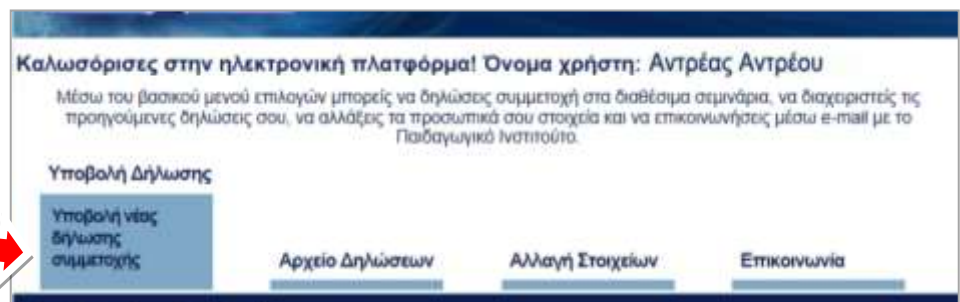 Καλωσόρισες στην ηλεκτρονική πλατφόρμα! Όνομα χρήστη: Αντρέας Αντρέου
Μέσω του βασικού μενού επιλογών μπορείς να δηλώσεις συμμετοχή στα διαθέσιμα σεμινάρια, να διαχειριστείς τις
προηγούμενες δηλώσεις σου, να αλλάξεις τα προσωπικά σου στοιχεία και να επικοινωνήσεις μέσω e-mail με το
Παιδαγωγικό Ινστιτούτο.
Υποβολή Δήλωσης
Υποβολή νέας
δήλωσης
συμμετοχής
Αρχείο Δηλώσεων
Αλλαγή Στοιχείων
Επικοινωνία